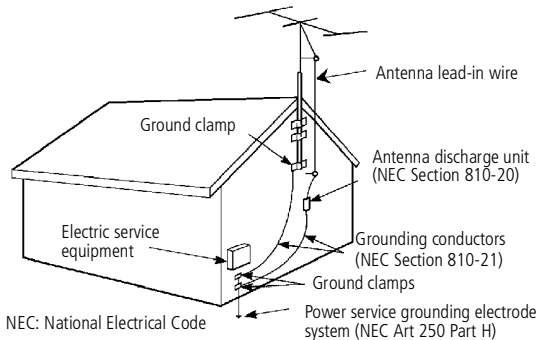 Antenna lead-in wire
Ground clamp
Antenna discharge unit
(NEC Section 810-20)
Electric service
equipment
Grounding conductors
(NEC Section 810-21)
Ground clamps
Power service grounding electrode
system (NEC Art 250 Part H)
NEC: National Electrical Code